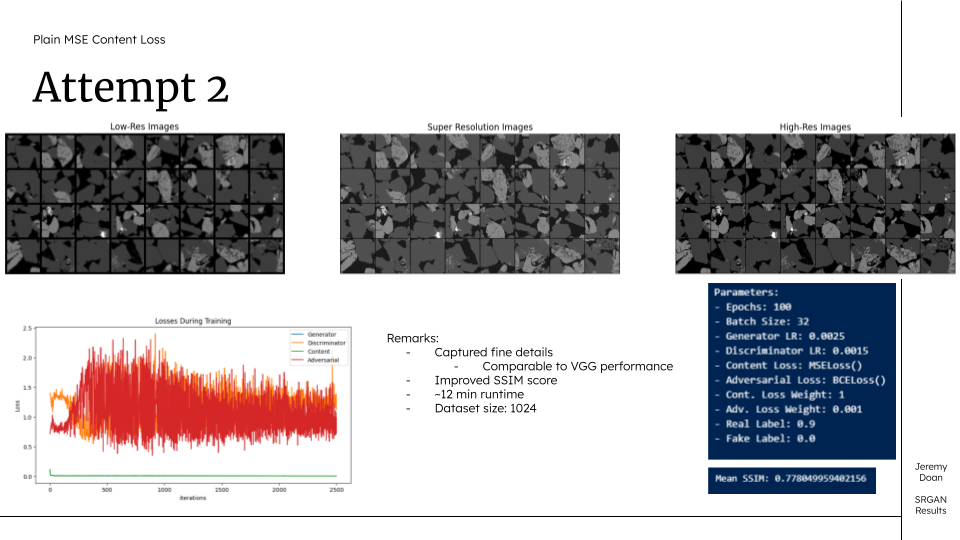 Plain MSE Content Loss
Attempt 2
Low-Res Images
Super Resolution Images
High-Res Images
Losses During Training
Loss
2.5
2.0
1.5
1.0
0.5
0.0
0
500
1000
1500
2000
2500
iterations
Generator
Discriminator
Content
Adversarial
Remarks:
- Captured fine details
- Comparable to VGG performance
- Improved SSIM score
- ~12 min runtime
- Dataset size: 1024
Parameters:
- Epochs: 100
- Batch Size: 32
- Generator LR: 0.0025
- Discriminator LR: 0.0015
- Content Loss: MSELoss()
- Adversarial Loss: BCELoss()
- Cont. Loss Weight: 1
- Adv. Loss Weight: 0.001
- Real Label: 0.9
- Fake Label: 0.0
Mean SSIM: 0.778049959402156
Jeremy
Doan
SRGAN
Results